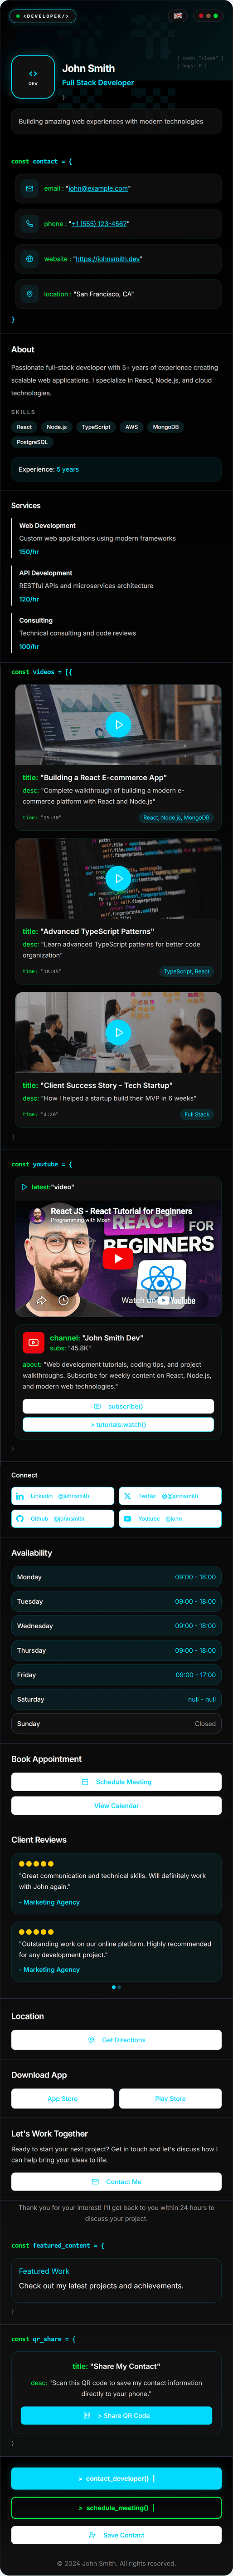 <DEVELOPER/>
{ code: "clean" }
{ bugs: 0 }
<>
DEV
John Smith
Full Stack Developer
}
Building amazing web experiences with modern technologies
const contact = {
email : "john@example.com"
phone : "+1 (555) 123-4567"
website : "https://johnsmith.dev"
location : "San Francisco, CA"
}
About
Passionate full-stack developer with 5+ years of experience creating
scalable web applications. I specialize in React, Node.js, and cloud
technologies.
SKILLS
React Node.js TypeScript AWS MongoDB
PostgreSQL
Experience: 5 years
Services
Web Development
Custom web applications using modern frameworks
150/hr
API Development
RESTful APIs and microservices architecture
120/hr
Consulting
Technical consulting and code reviews
100/hr
const videos = [{
title: "Building a React E-commerce App"
desc: "Complete walkthrough of building a modern e-
commerce platform with React and Node.js"
time: "25:30" React, Node.js, MongoDB
title: "Advanced TypeScript Patterns"
desc: "Learn advanced TypeScript patterns for better code
organization"
time: "18:45" TypeScript, React
title: "Client Success Story - Tech Startup"
desc: "How I helped a startup build their MVP in 6 weeks"
time: "4:20" Full Stack
]
const youtube = {
latest:"video"
React JS - React Tutorial for Beginners
Programming with Mosh
REACT FOR
BEGINNERS
Watch on YouTube
channel: "John Smith Dev"
subs: "45.8K"
about: "Web development tutorials, coding tips, and project
walkthroughs. Subscribe for weekly content on React, Node.js,
and modern web technologies."
subscribe()
> tutorials.watch()
}
Connect
Linkedin @johnsmith
Twitter @@johnsmith
Github @johnsmith
Youtube @john
Availability
Monday 09:00 - 18:00
Tuesday 09:00 - 18:00
Wednesday 09:00 - 18:00
Thursday 09:00 - 18:00
Friday 09:00 - 17:00
Saturday null - null
Sunday Closed
Book Appointment
Schedule Meeting
View Calendar
Client Reviews
"Great communication and technical skills. Will definitely work
with John again."
- Marketing Agency
"Outstanding work on our online platform. Highly recommended
for any development project."
- Marketing Agency
Location
Get Directions
Download App
App Store
Play Store
Let's Work Together
Ready to start your next project? Get in touch and let's discuss how I
can help bring your ideas to life.
Contact Me
Thank you for your interest! I'll get back to you within 24 hours to
discuss your project.
const featured_content = {
Featured Work
Check out my latest projects and achievements.
}
const qr_share = {
title: "Share My Contact"
desc: "Scan this QR code to save my contact information
directly to your phone."
> Share QR Code
}
> contact_developer() |
> schedule_meeting() |
Save Contact
© 2024 John Smith. All rights reserved.